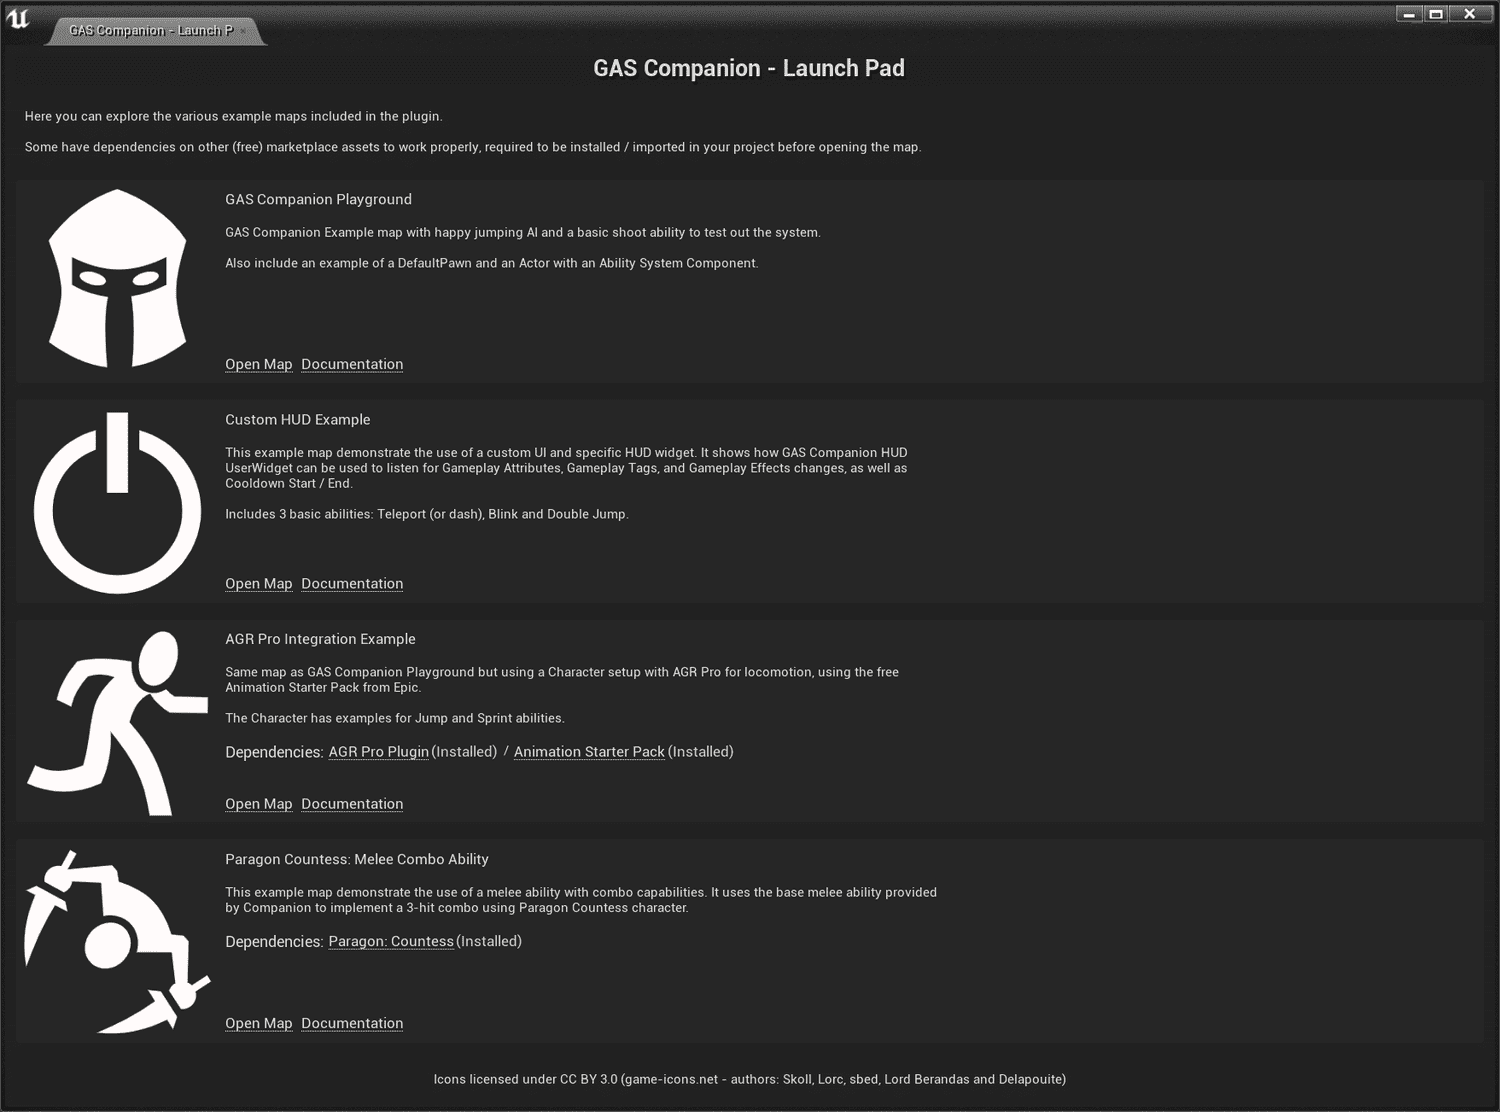 GAS Companion - Launch P
GAS Companion - Launch Pad
Here you can explore the various example maps included in the plugin.
Some have dependencies on other (free) marketplace assets to work properly, required to be installed / imported in your project before opening the map.
GAS Companion Playground
GAS Companion Example map with happy jumping AI and a basic shoot ability to test out the system.
Also include an example of a DefaultPawn and an Actor with an Ability System Component.
Open Map Documentation
Custom HUD Example
This example map demonstrate the use of a custom UI and specific HUD widget. It shows how GAS Companion HUD
UserWidget can be used to listen for Gameplay Attributes, Gameplay Tags, and Gameplay Effects changes, as well as
Cooldown Start / End.
Includes 3 basic abilities: Teleport (or dash), Blink and Double Jump.
Open Map Documentation
AGR Pro Integration Example
Same map as GAS Companion Playground but using a Character setup with AGR Pro for locomotion, using the free
Animation Starter Pack from Epic.
The Character has examples for Jump and Sprint abilities.
Dependencies: AGR Pro Plugin (Installed) / Animation Starter Pack (Installed)
Open Map Documentation
Paragon Countess: Melee Combo Ability
This example map demonstrate the use of a melee ability with combo capabilities. It uses the base melee ability provided
by Companion to implement a 3-hit combo using Paragon Countess character.
Dependencies: Paragon: Countess (Installed)
Open Map Documentation
Icons licensed under CC BY 3.0 (game-icons.net - authors: Skoll, Lorc, sbed, Lord Berandas and Delapouite)